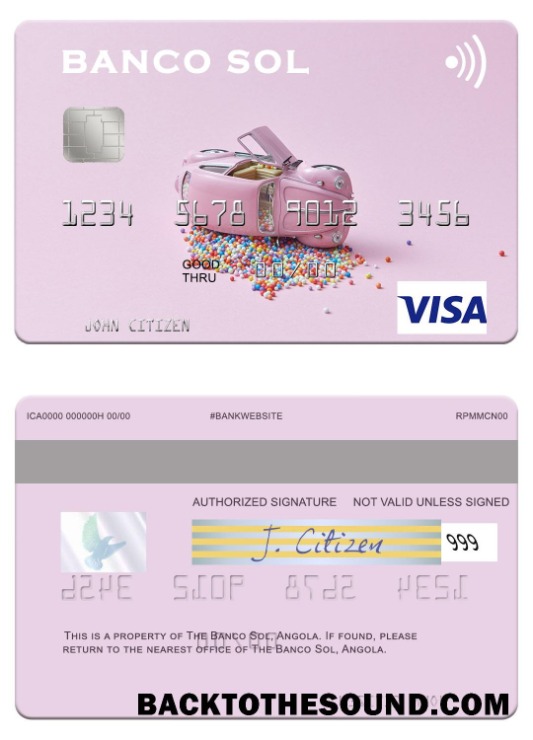 BANCO SOL
1234 5678 9012 3456
GOOD
THRU
00/00
VISA
JOHN CITIZEN
ICA0000 000000H 00/00 #BANKWEBSITE RPMMCN00
AUTHORIZED SIGNATURE NOT VALID UNLESS SIGNED
J. Citizen 999
THIS IS A PROPERTY OF THE BANCO SOL, ANGOLA. IF FOUND, PLEASE
RETURN TO THE NEAREST OFFICE OF THE BANCO SOL, ANGOLA.
BACKTOTHESOUND.COM